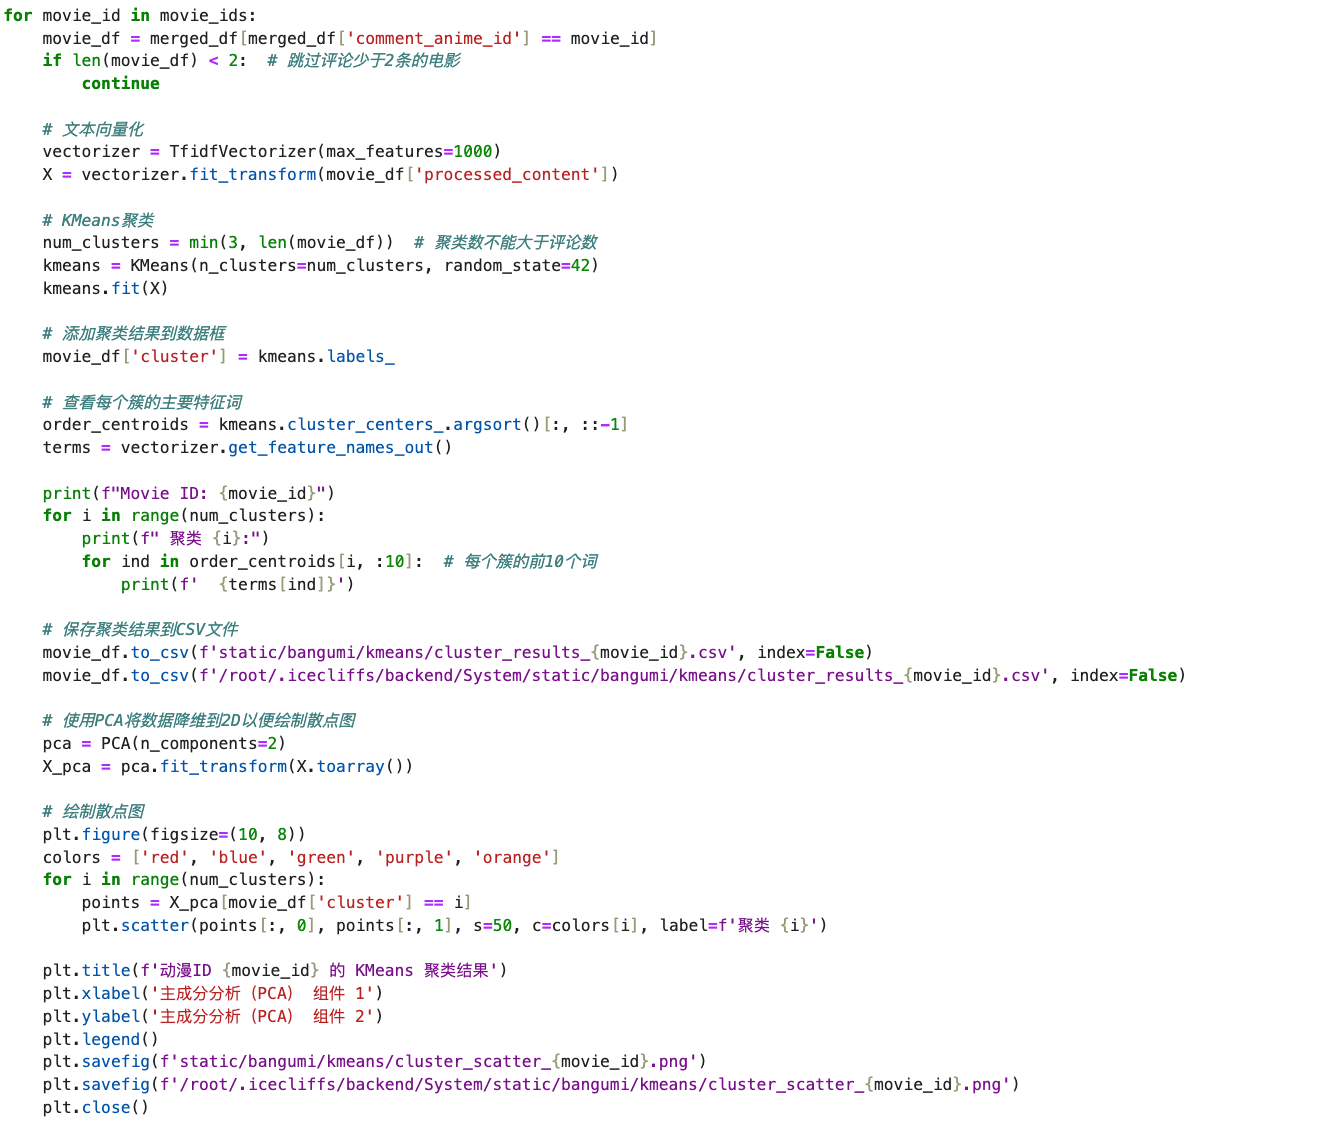 for movie_id in movie_ids:
    movie_df = merged_df[merged_df['comment_anime_id'] == movie_id]
    if len(movie_df) < 2:  # 跳过评论少于2条的电影
        continue

    # 文本向量化
    vectorizer = TfidfVectorizer(max_features=1000)
    X = vectorizer.fit_transform(movie_df['processed_content'])

    # KMeans聚类
    num_clusters = min(3, len(movie_df))  # 聚类数不能大于评论数
    kmeans = KMeans(n_clusters=num_clusters, random_state=42)
    kmeans.fit(X)

    # 添加聚类结果到数据框
    movie_df['cluster'] = kmeans.labels_

    # 查看每个簇的主要特征词
    order_centroids = kmeans.cluster_centers_.argsort()[:, ::-1]
    terms = vectorizer.get_feature_names_out()

    print(f"Movie ID: {movie_id}")
    for i in range(num_clusters):
        print(f" 聚类 {i}:")
        for ind in order_centroids[i, :10]:  # 每个簇的前10个词
            print(f'  {terms[ind]}')

    # 保存聚类结果到CSV文件
    movie_df.to_csv(f'static/bangumi/kmeans/cluster_results_{movie_id}.csv', index=False)
    movie_df.to_csv(f'/root/.icecliffs/backend/System/static/bangumi/kmeans/cluster_results_{movie_id}.csv', index=False)

    # 使用PCA将数据降维到2D以便绘制散点图
    pca = PCA(n_components=2)
    X_pca = pca.fit_transform(X.toarray())

    # 绘制散点图
    plt.figure(figsize=(10, 8))
    colors = ['red', 'blue', 'green', 'purple', 'orange']
    for i in range(num_clusters):
        points = X_pca[movie_df['cluster'] == i]
        plt.scatter(points[:, 0], points[:, 1], s=50, c=colors[i], label=f'聚类 {i}')

    plt.title(f'动漫ID {movie_id} 的 KMeans 聚类结果')
    plt.xlabel('主成分分析（PCA） 组件 1')
    plt.ylabel('主成分分析（PCA） 组件 2')
    plt.legend()
    plt.savefig(f'static/bangumi/kmeans/cluster_scatter_{movie_id}.png')
    plt.savefig(f'/root/.icecliffs/backend/System/static/bangumi/kmeans/cluster_scatter_{movie_id}.png')
    plt.close()